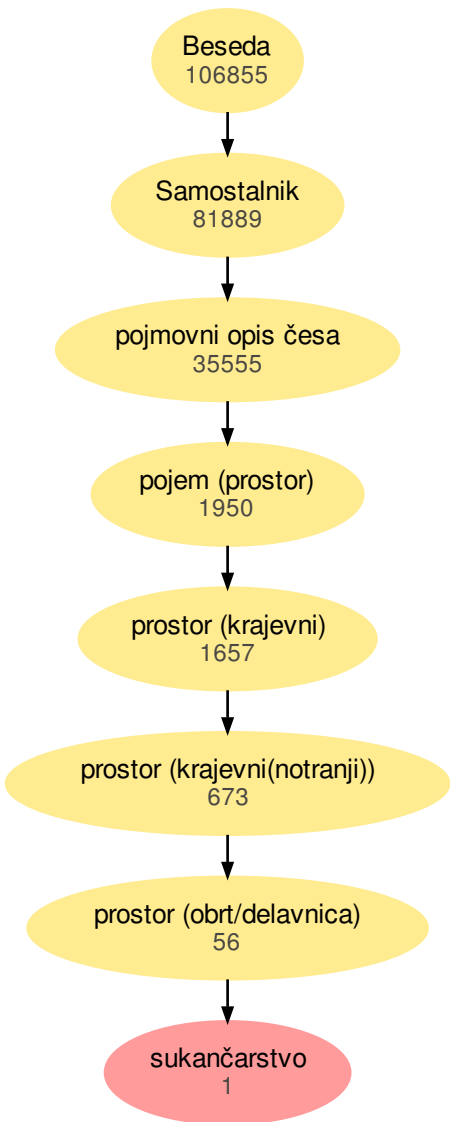 Beseda
106855
Samostalnik
81889
pojmovni opis česa
35555
pojem (prostor)
1950
prostor (krajevni)
1657
prostor (krajevni(notranji))
673
prostor (obrt/delavnica)
56
sukančarstvo
1